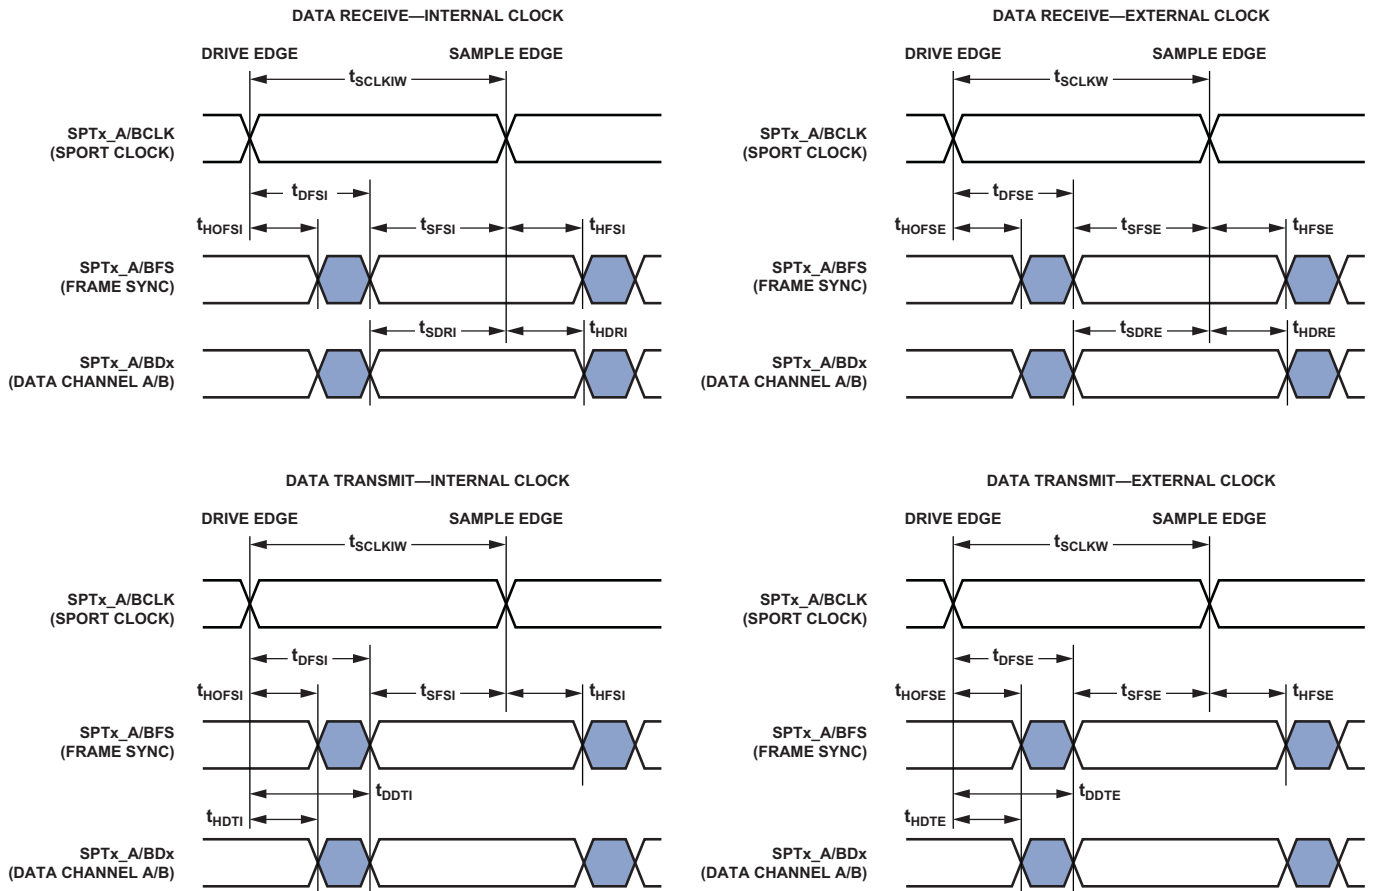 DATA RECEIVE—INTERNAL CLOCK
DRIVE EDGE
SAMPLE EDGE
tSCLKIW
SPTx_A/BCLK
(SPORT CLOCK)
tDFSI
tHOFSI
tSFSI
tHFSI
SPTx_A/BFS
(FRAME SYNC)
tSDRI
tHDRI
SPTx_A/BDx
(DATA CHANNEL A/B)
DATA RECEIVE—EXTERNAL CLOCK
DRIVE EDGE
SAMPLE EDGE
tSCLKW
SPTx_A/BCLK
(SPORT CLOCK)
tDFSE
tHOFSE
tSFSE
tHFSE
SPTx_A/BFS
(FRAME SYNC)
tSDRE
tHDRE
SPTx_A/BDx
(DATA CHANNEL A/B)
DATA TRANSMIT—INTERNAL CLOCK
DRIVE EDGE
SAMPLE EDGE
tSCLKIW
SPTx_A/BCLK
(SPORT CLOCK)
tDFSI
tHOFSI
tSFSI
tHFSI
SPTx_A/BFS
(FRAME SYNC)
tDDTI
tHDTI
SPTx_A/BDx
(DATA CHANNEL A/B)
DATA TRANSMIT—EXTERNAL CLOCK
DRIVE EDGE
SAMPLE EDGE
tSCLKW
SPTx_A/BCLK
(SPORT CLOCK)
tDFSE
tHOFSE
tSFSE
tHFSE
SPTx_A/BFS
(FRAME SYNC)
tDDTE
tHDTE
SPTx_A/BDx
(DATA CHANNEL A/B)